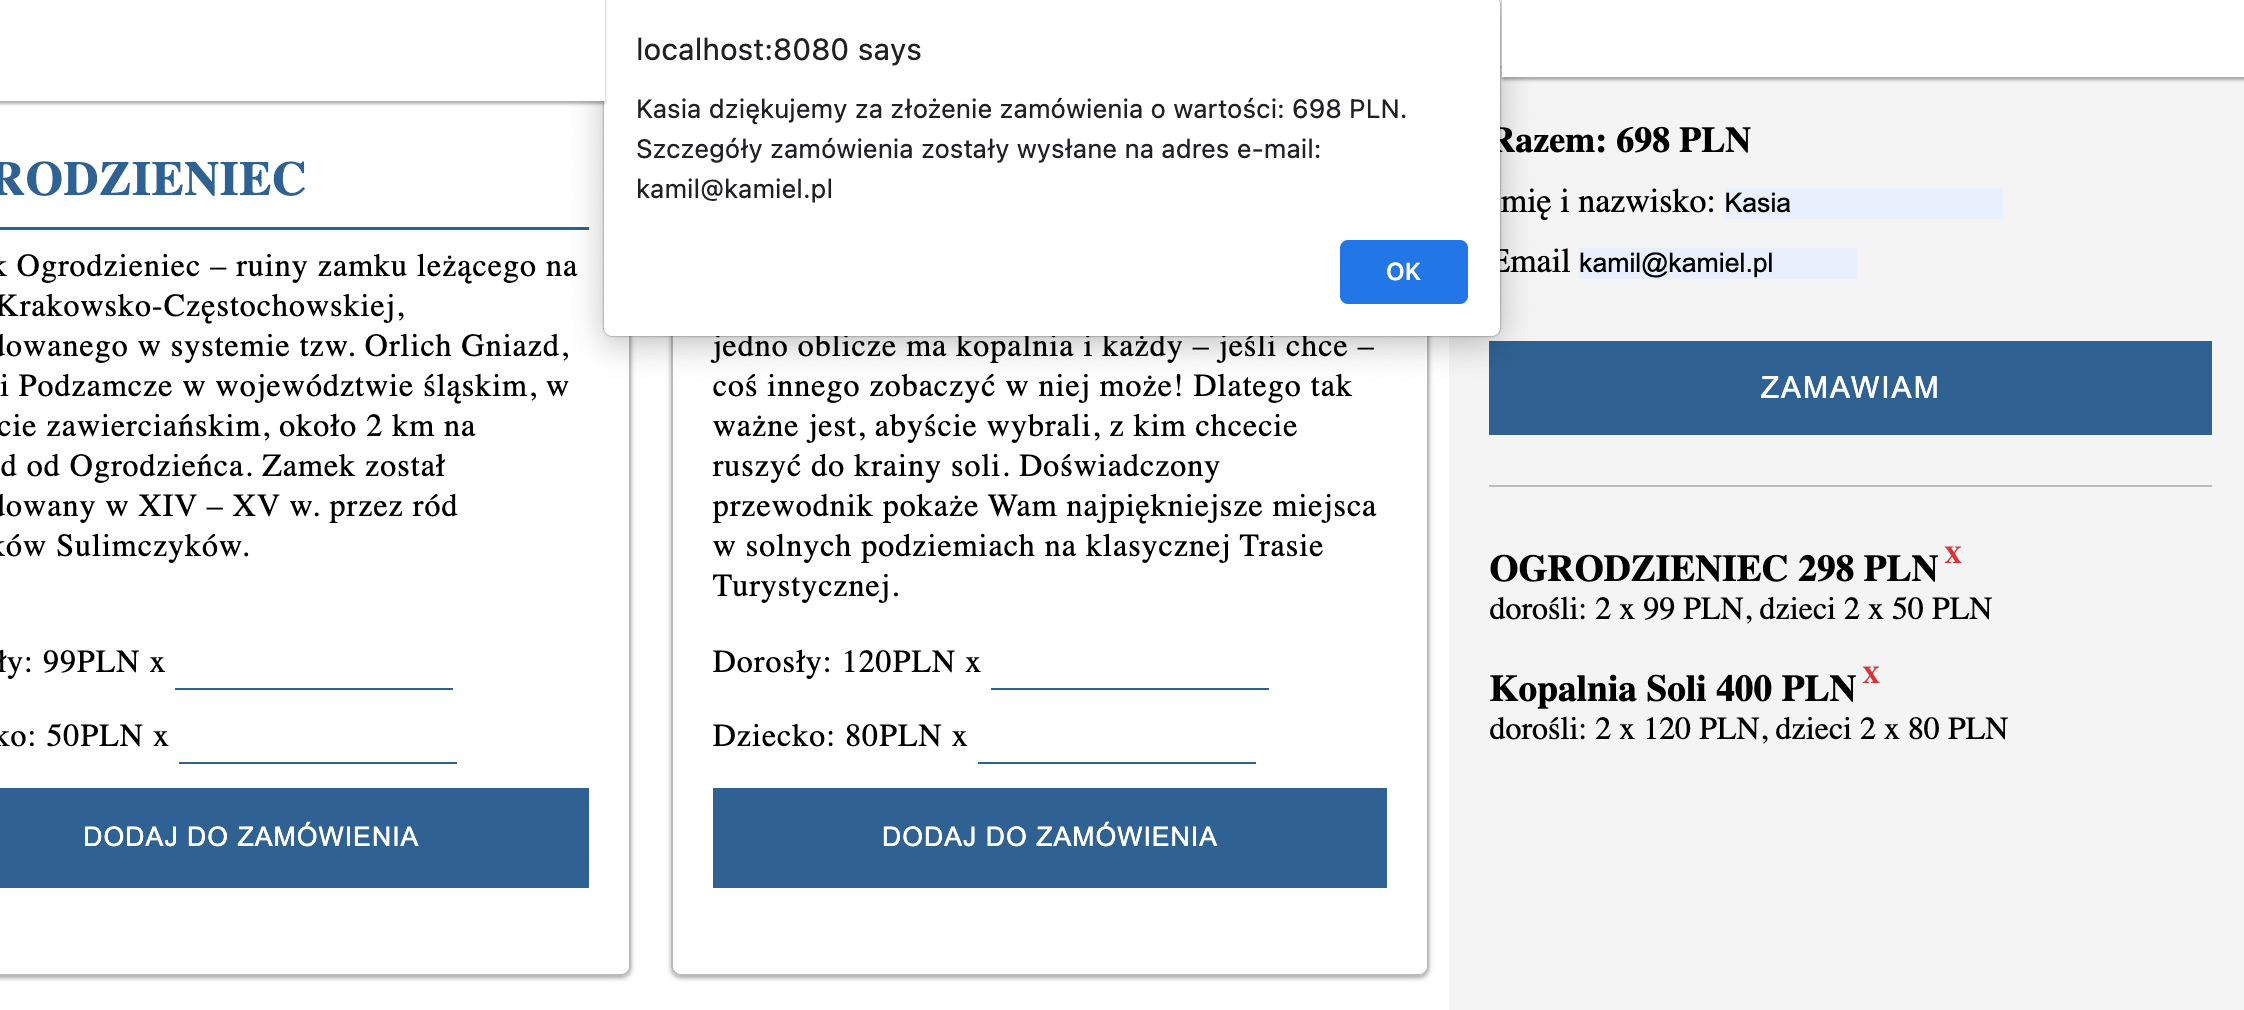 localhost:8080 says
Kasia dziękujemy za złożenie zamówienia o wartości: 698 PLN.
Szczegóły zamówienia zostały wysłane na adres e-mail:
kamil@kamiel.pl
OK
RODZIENIEC
k Ogrodzieniec – ruiny zamku leżącego na
Krakowsko-Częstochowskiej,
dowanego w systemie tzw. Orlich Gniazd,
i Podzamcze w województwie śląskim, w
cie zawierciańskim, około 2 km na
d od Ogrodzieńca. Zamek został
dowany w XIV – XV w. przez ród
ków Sulimczyków.
ły: 99PLN x
ko: 50PLN x
DODAJ DO ZAMÓWIENIA
jedno oblicze ma kopalnia i każdy – jeśli chce –
coś innego zobaczyć w niej może! Dlatego tak
ważne jest, abyście wybrali, z kim chcecie
ruszyć do krainy soli. Doświadczony
przewodnik pokaże Wam najpiękniejsze miejsca
w solnych podziemiach na klasycznej Trasie
Turystycznej.
Dorosły: 120PLN x
Dziecko: 80PLN x
DODAJ DO ZAMÓWIENIA
Razem: 698 PLN
mię i nazwisko: Kasia
Email kamil@kamiel.pl
ZAMAWIAM
OGRODZIENIEC 298 PLN x
dorośli: 2 x 99 PLN, dzieci 2 x 50 PLN
Kopalnia Soli 400 PLN x
dorośli: 2 x 120 PLN, dzieci 2 x 80 PLN